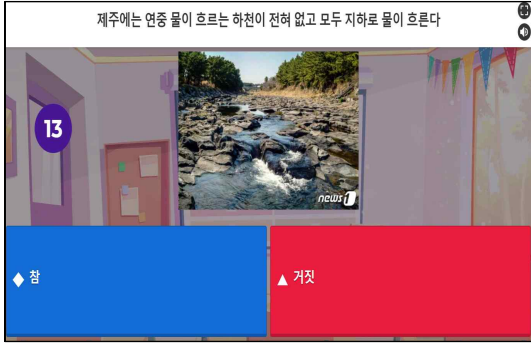 제주에는 연중 물이 흐르는 하천이 전혀 없고 모두 지하로 물이 흐른다
13
news1
참
거짓